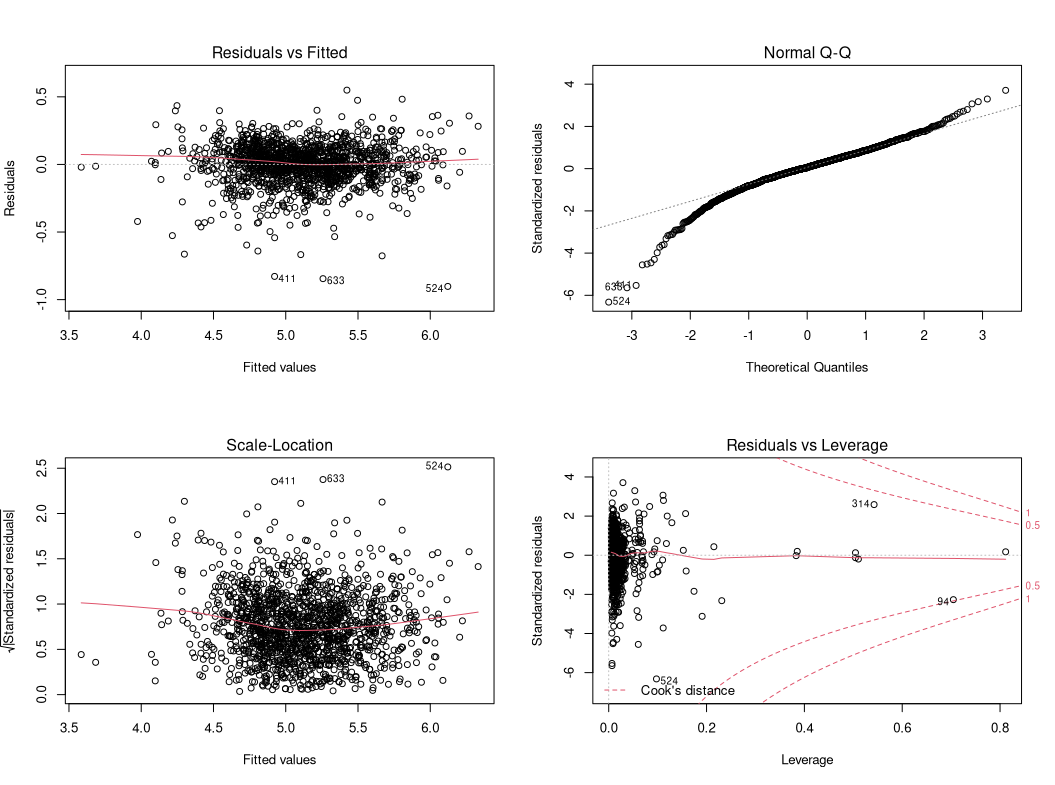 Residuals vs Fitted
Residuals
0.5
0.0
-0.5
-1.0
411
633
524
3.5 4.0 4.5 5.0 5.5 6.0
Fitted values
Normal Q-Q
Standardized residuals
4
2
0
-2
-4
-6
633
411
524
-3 -2 -1 0 1 2 3
Theoretical Quantiles
Scale-Location
√|Standardized residuals|
2.5
2.0
1.5
1.0
0.5
0.0
411
633
524
3.5 4.0 4.5 5.0 5.5 6.0
Fitted values
Residuals vs Leverage
Standardized residuals
4
2
0
-2
-4
-6
314
94
524
1
0.5
0.5
1
Cook's distance
0.0 0.2 0.4 0.6 0.8
Leverage